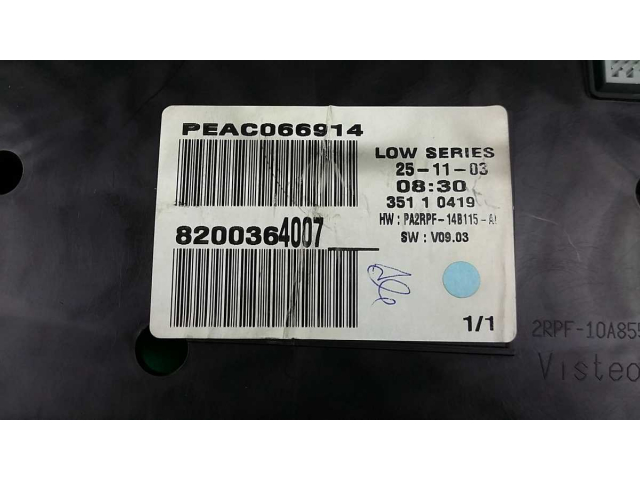 PEAC066914
LOW SERIES
25-11-03
08:30
351 1 0419
HW : PA2RPF-14B115-A
SW : V09.03
8200364007
1/1
2RPF-10A855
Visteo